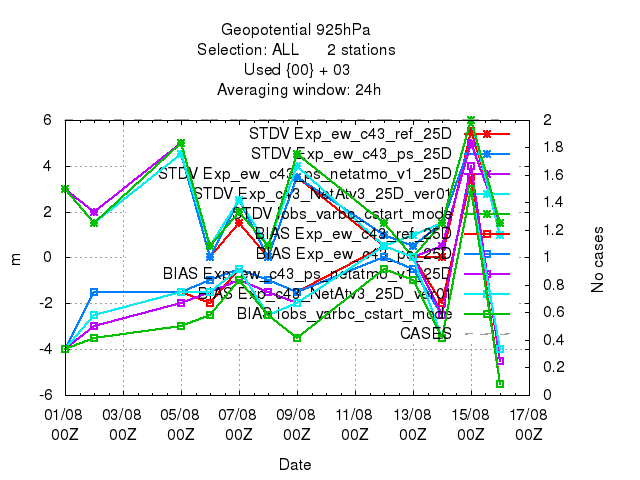 Geopotential 925hPa
Selection: ALL 2 stations
Used {00} + 03
Averaging window: 24h
6
4
2
0
-2
-4
-6
m
2
1.8
1.6
1.4
1.2
1
0.8
0.6
0.4
0.2
0
No cases
STDV Exp_ew_c43_ref_25D
STDV Exp_ew_c43_ps_25D
STDV Exp_ew_c43_ps_netatmo_v1_25D
STDV Exp_c43_NetAtv3_25D_ver01
STDV iobs_varbc_cstart_mode
BIAS Exp_ew_c43_ref_25D
BIAS Exp_ew_c43_ps_25D
BIAS Exp_ew_c43_ps_netatmo_v1_25D
BIAS Exp_c43_NetAtv3_25D_ver01
BIAS iobs_varbc_cstart_mode
CASES
01/08 03/08 05/08 07/08 09/08 11/08 13/08 15/08 17/08
00Z 00Z 00Z 00Z 00Z 00Z 00Z 00Z 00Z
Date